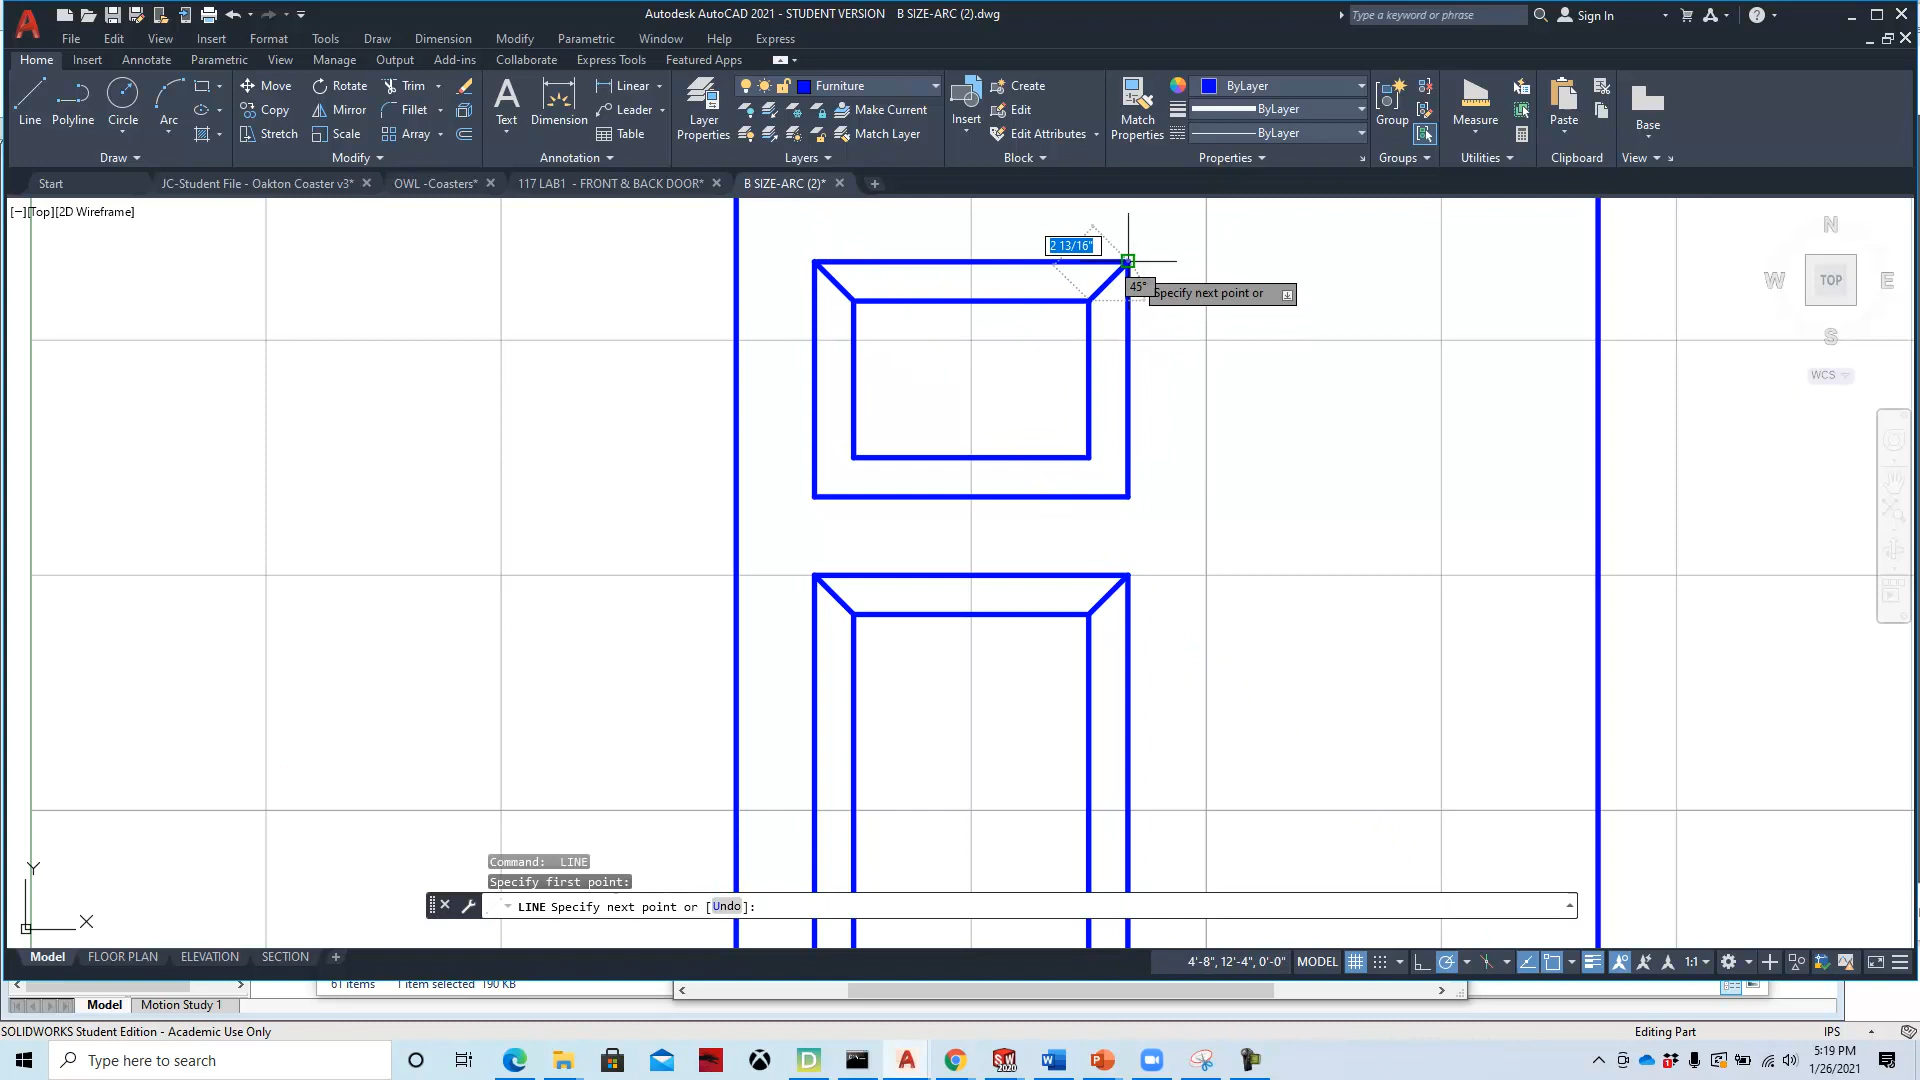 Autodesk AutoCAD 2021 - STUDENT VERSION B SIZE-ARC (2).dwg
Type a keyword or phrase
Sign In
File Edit View Insert Format Tools Draw Dimension Modify Parametric Window Help Express
Home Insert Annotate Parametric View Manage Output Add-ins Collaborate Express Tools Featured Apps
Move Rotate Trim Linear Furniture Create ByLayer
Line Polyline Circle Arc Copy Mirror Fillet Text Dimension Leader Layer Properties Make Current Insert Edit Match Properties ByLayer Group Measure Paste Base
Stretch Scale Array Table Match Layer Edit Attributes ByLayer
Draw Modify Annotation Layers Block Properties Groups Utilities Clipboard View
Start JC-Student File - Oakton Coaster v3* OWL -Coasters* 117 LAB1 - FRONT & BACK DOOR* B SIZE-ARC (2)*
[−][Top][2D Wireframe]
N
W TOP E
S
WCS
2 13/16"
45°
Specify next point or
Command: LINE
Specify first point:
LINE Specify next point or [Undo]:
Y
X
Model FLOOR PLAN ELEVATION SECTION
4'-8", 12'-4", 0'-0" MODEL 1:1
61 items 1 item selected 190 KB
Model Motion Study 1
SOLIDWORKS Student Edition - Academic Use Only
Editing Part IPS
Type here to search
5:19 PM
1/26/2021